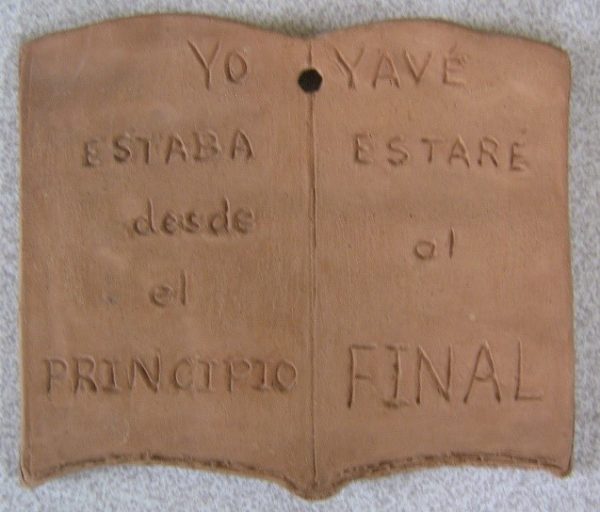 YO
ESTABA
desde
el
PRINCIPIO
YAVÉ
ESTARÉ
al
FINAL